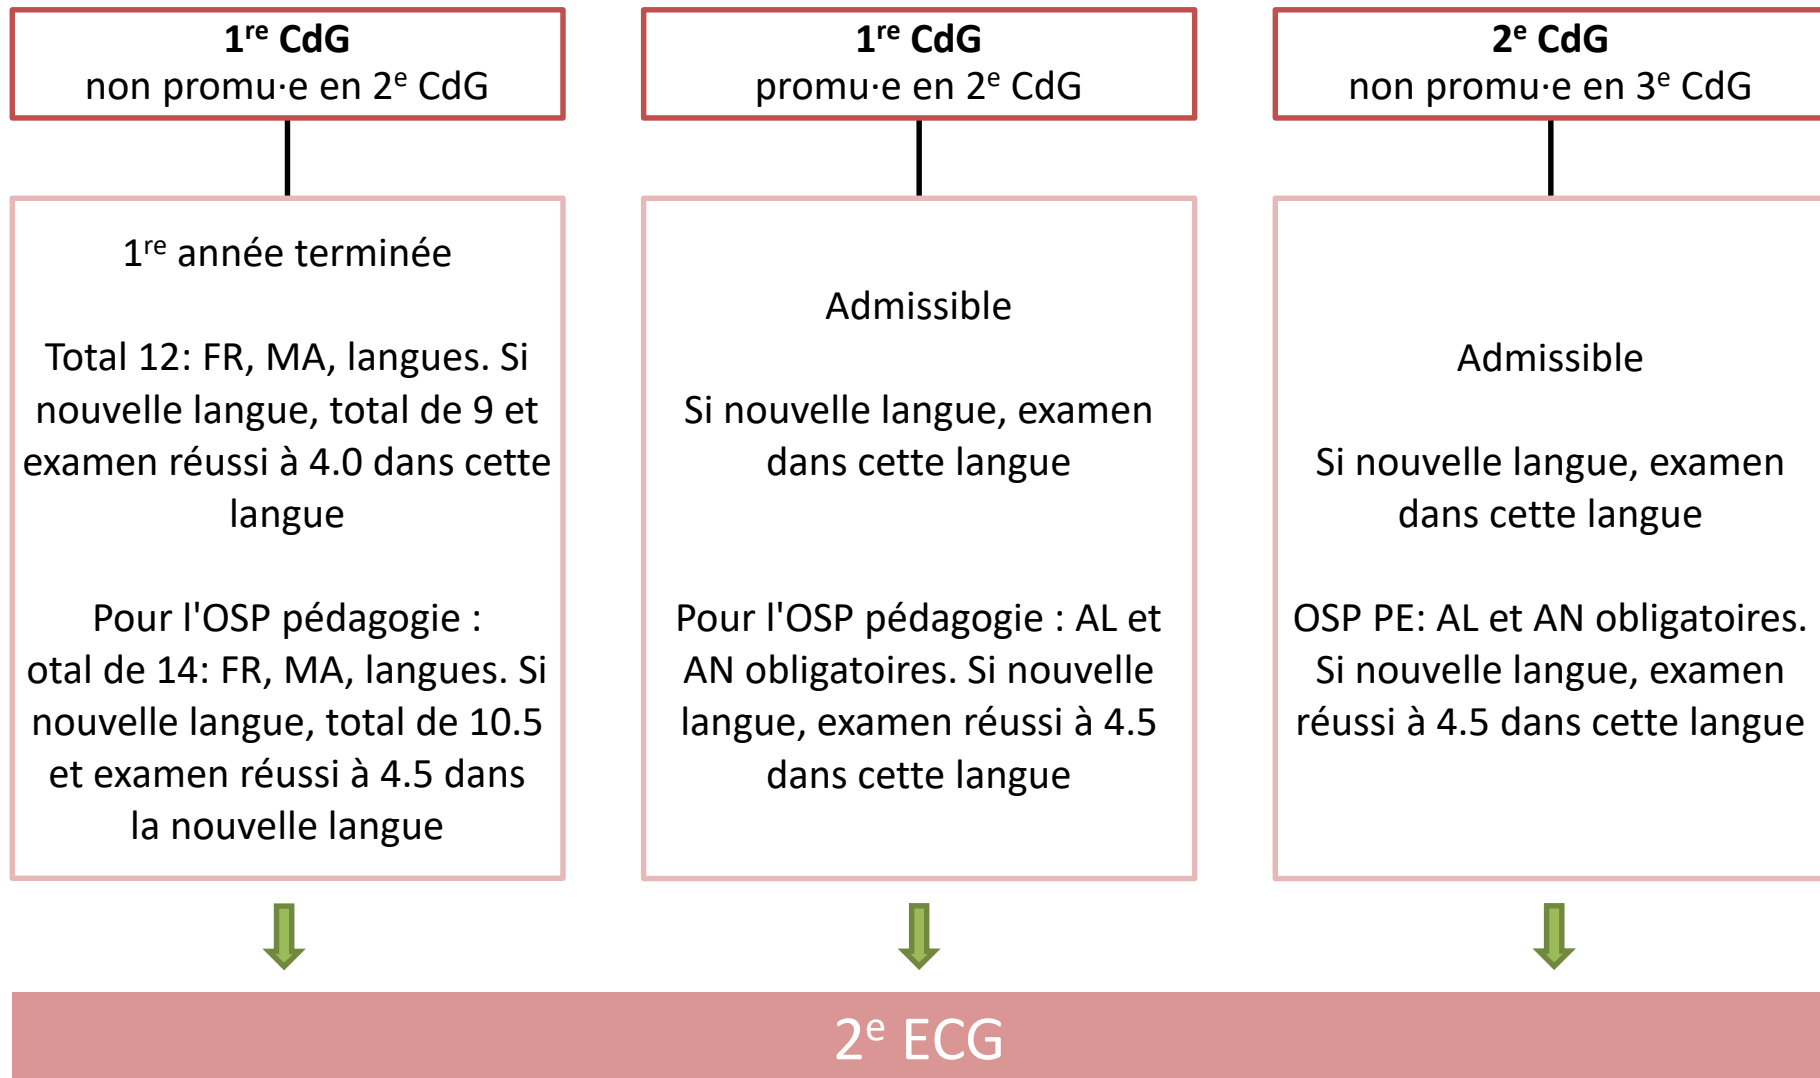 1re CdG
non promu·e en 2e CdG
1re année terminée
Total 12: FR, MA, langues. Si
nouvelle langue, total de 9 et
examen réussi à 4.0 dans cette
langue
Pour l'OSP pédagogie :
otal de 14: FR, MA, langues. Si
nouvelle langue, total de 10.5
et examen réussi à 4.5 dans
la nouvelle langue
1re CdG
promu·e en 2e CdG
Admissible
Si nouvelle langue, examen
dans cette langue
Pour l'OSP pédagogie : AL et
AN obligatoires. Si nouvelle
langue, examen réussi à 4.5
dans cette langue
2e CdG
non promu·e en 3e CdG
Admissible
Si nouvelle langue, examen
dans cette langue
OSP PE: AL et AN obligatoires.
Si nouvelle langue, examen
réussi à 4.5 dans cette langue
2e ECG